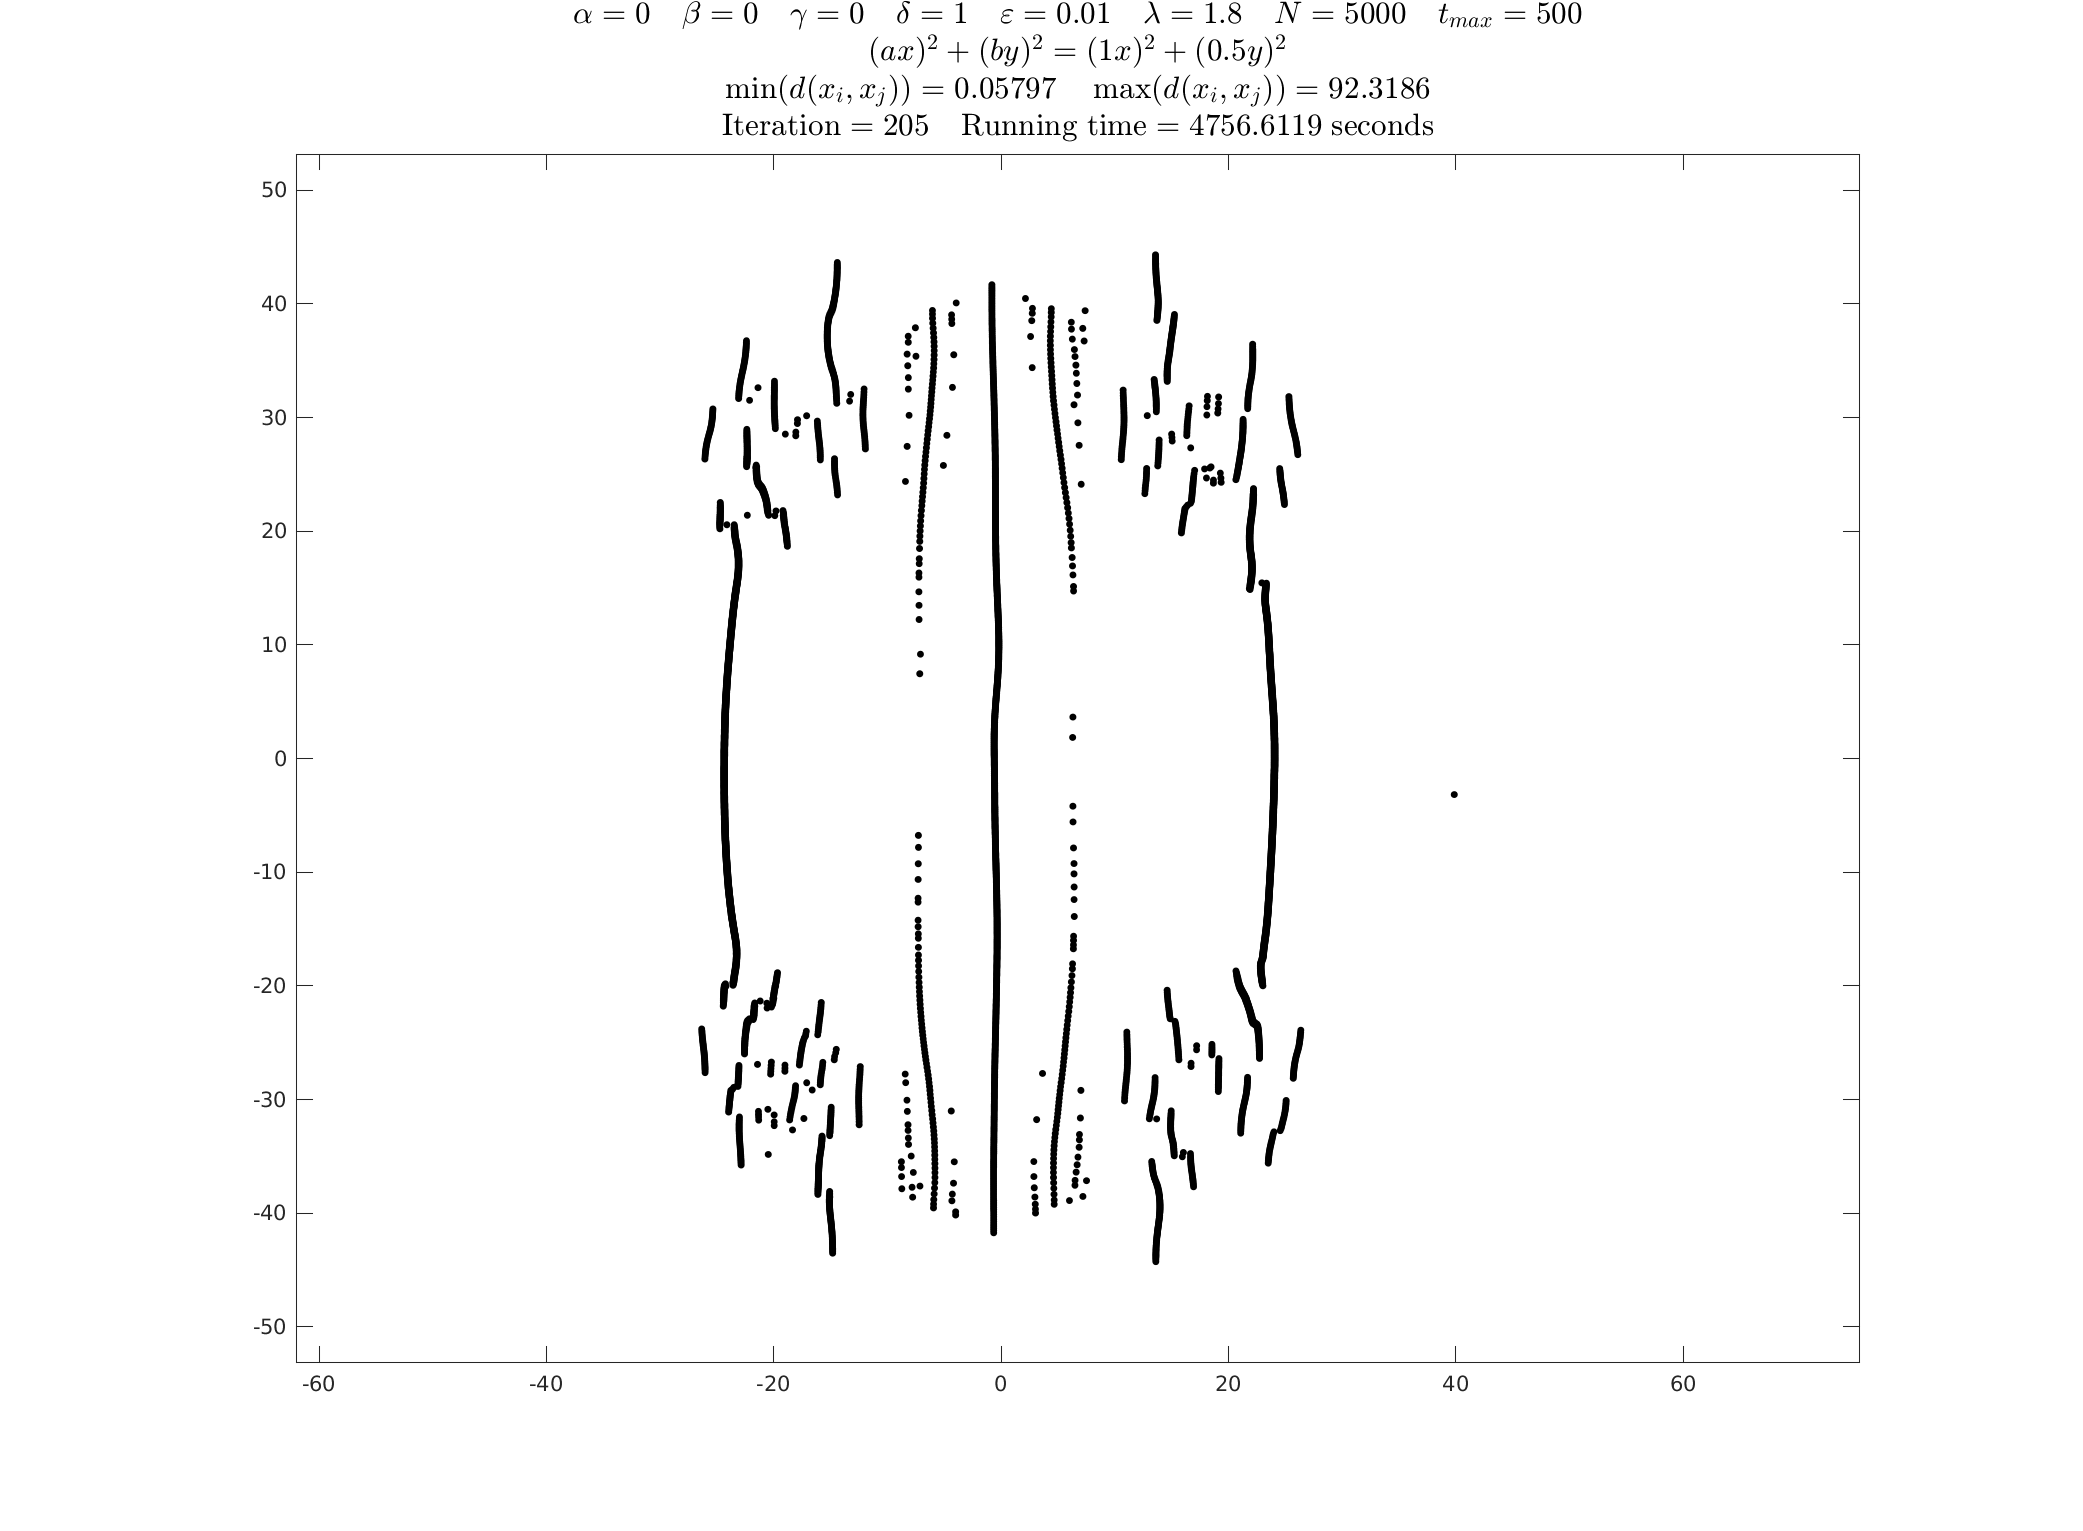 α = 0 β = 0 γ = 0 δ = 1 ε = 0.01 λ = 1.8 N = 5000 t_{max} = 500
(ax)² + (by)² = (1x)² + (0.5y)²
min(d(x_i, x_j)) = 0.05797 max(d(x_i, x_j)) = 92.3186
Iteration = 205 Running time = 4756.6119 seconds
50
40
30
20
10
0
-10
-20
-30
-40
-50
-60 -40 -20 0 20 40 60